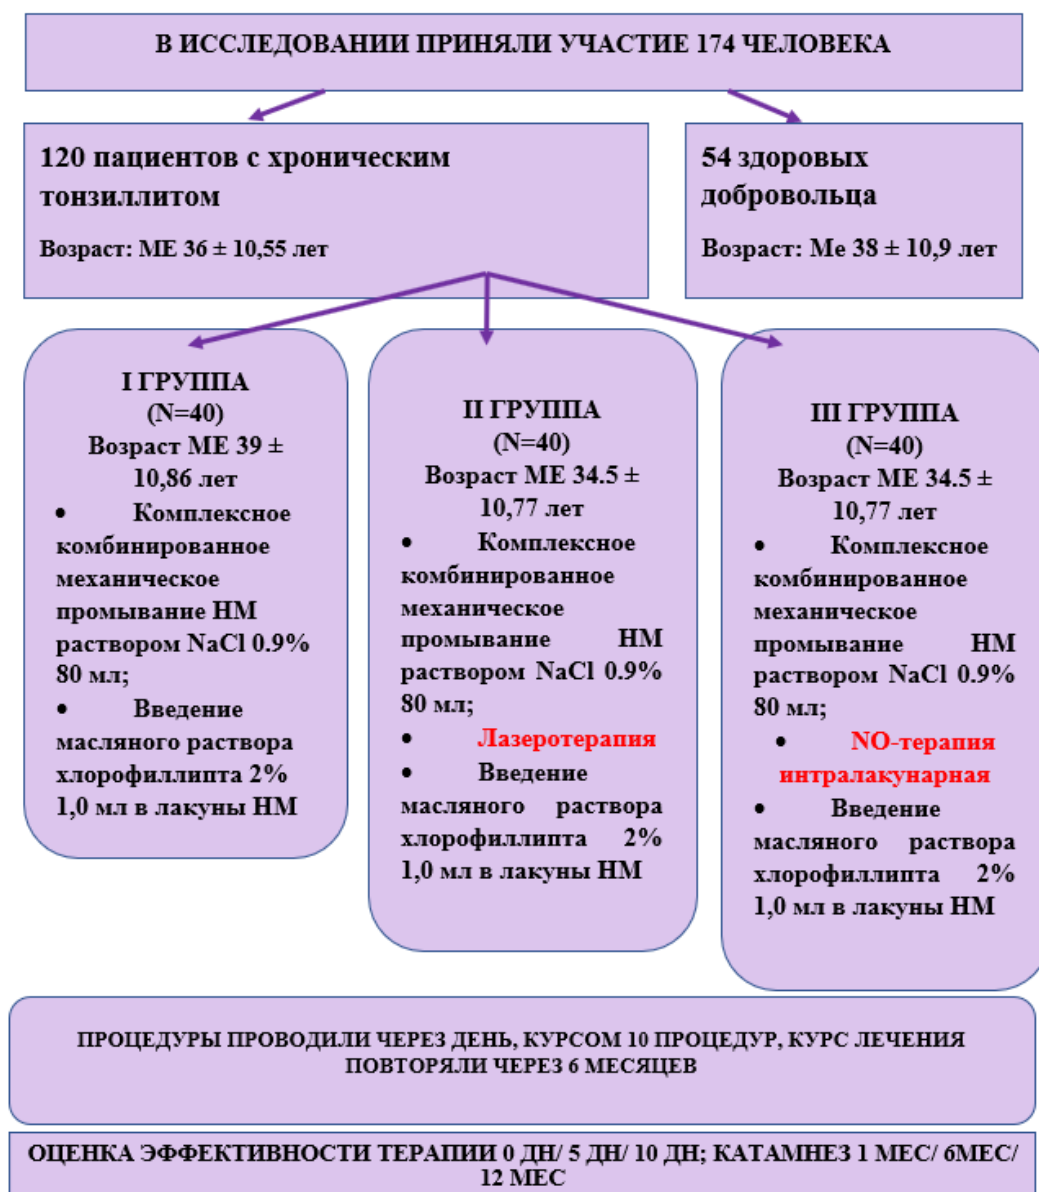 В ИССЛЕДОВАНИИ ПРИНЯЛИ УЧАСТИЕ 174 ЧЕЛОВЕКА
120 пациентов с хроническим
тонзиллитом
Возраст: МЕ 36 ± 10,55 лет
54 здоровых
добровольца
Возраст: Ме 38 ± 10,9 лет
I ГРУППА
(N=40)
Возраст МЕ 39 ±
10,86 лет
• Комплексное
комбинированное
механическое
промывание НМ
раствором NaCl 0.9%
80 мл;
• Введение
масляного раствора
хлорофиллипта 2%
1,0 мл в лакуны НМ
II ГРУППА
(N=40)
Возраст МЕ 34.5 ±
10,77 лет
• Комплексное
комбинированное
механическое
промывание НМ
раствором NaCl 0.9%
80 мл;
• Лазеротерапия
• Введение
масляного раствора
хлорофиллипта 2%
1,0 мл в лакуны НМ
III ГРУППА
(N=40)
Возраст МЕ 34.5 ±
10,77 лет
• Комплексное
комбинированное
механическое
промывание НМ
раствором NaCl 0.9%
80 мл;
• NO-терапия
интралакунарная
• Введение
масляного раствора
хлорофиллипта 2%
1,0 мл в лакуны НМ
ПРОЦЕДУРЫ ПРОВОДИЛИ ЧЕРЕЗ ДЕНЬ, КУРСОМ 10 ПРОЦЕДУР, КУРС ЛЕЧЕНИЯ
ПОВТОРЯЛИ ЧЕРЕЗ 6 МЕСЯЦЕВ
ОЦЕНКА ЭФФЕКТИВНОСТИ ТЕРАПИИ 0 ДН/ 5 ДН/ 10 ДН; КАТАМНЕЗ 1 МЕС/ 6МЕС/
12 МЕС